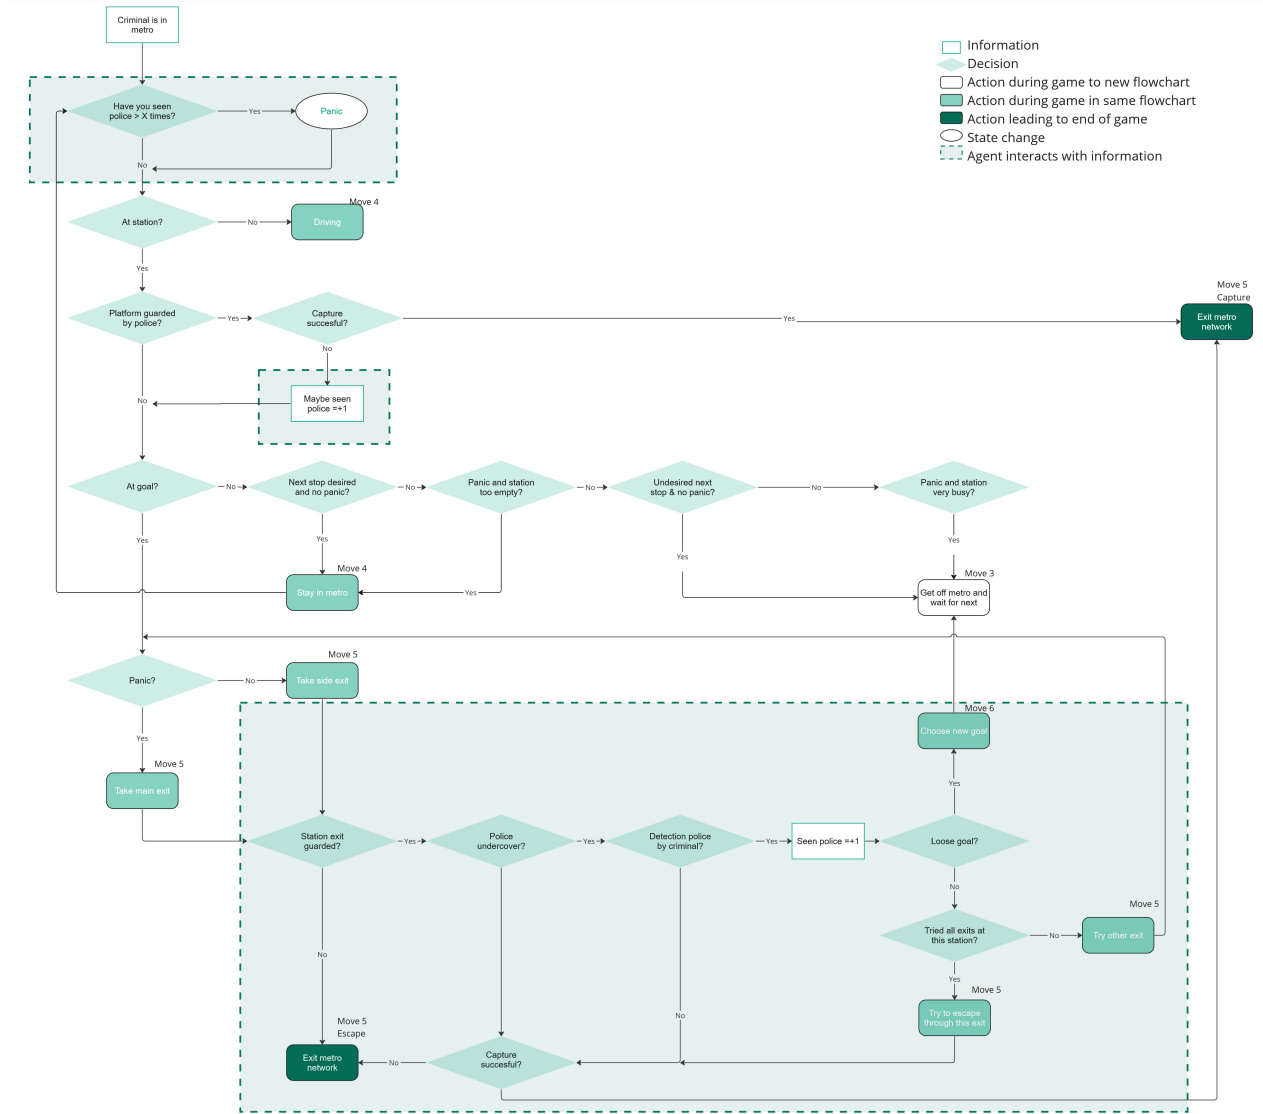 Criminal is in
metro
Information
Decision
Action during game to new flowchart
Action during game in same flowchart
Action leading to end of game
State change
Agent interacts with information
Have you seen
police > X times?
Yes
Panic
No
Move 4
At station?
No
Driving
Yes
Move 5
Capture
Platform guarded
by police?
Yes
Capture
succesful?
Yes
Exit metro
network
No
Maybe seen
police =+1
No
At goal?
No
Next stop desired
and no panic?
No
Panic and station
too empty?
No
Undesired next
stop & no panic?
No
Panic and station
very busy?
Yes
Yes
Yes
Yes
Move 4
Stay in metro
Yes
Move 3
Get off metro and
wait for next
Move 5
Panic?
No
Take side exit
Move 6
Choose new goal
Yes
Move 5
Take main exit
Yes
Station exit
guarded?
Yes
Police
undercover?
Yes
Detection police
by criminal?
Yes
Seen police =+1
Loose goal?
No
Move 5
Tried all exits at
this station?
No
Try other exit
No
Yes
Move 5
Try to escape
through this exit
No
Move 5
Escape
Exit metro
network
No
Capture
succesful?